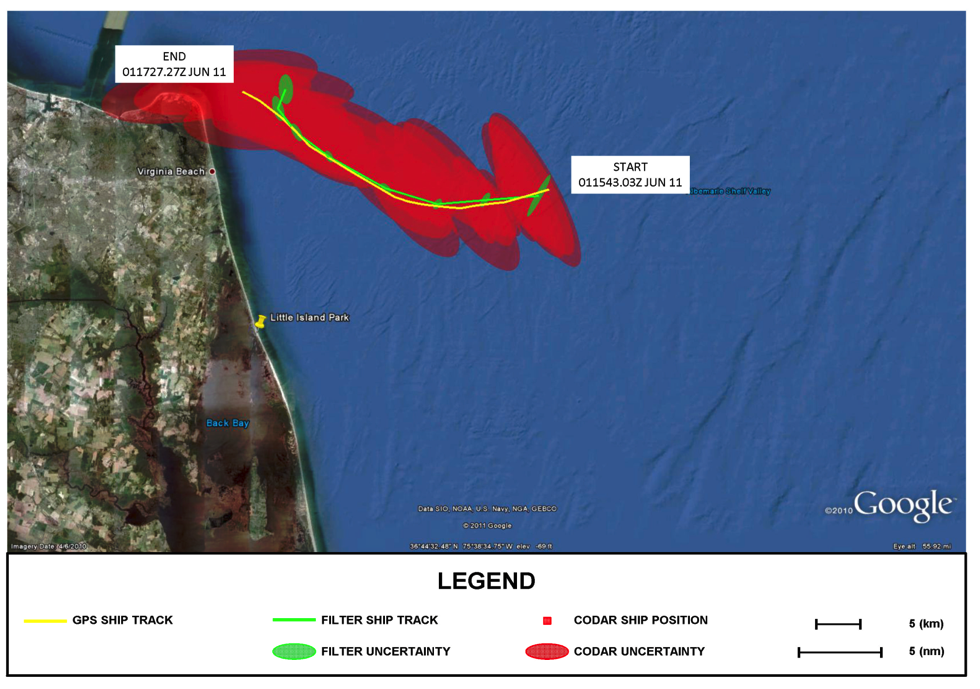 END
011727.27Z JUN 11
START
011543.03Z JUN 11
Virginia Beach
Shelf Valley
Little Island Park
Back Bay
Data SIO, NOAA, U.S. Navy, NGA, GEBCO
© 2011 Google
©2010 Google
Imagery Date: 4/6/2010
36°44'32.48" N 75°38'34.75" W elev -69 ft
Eye alt 55.92 mi
LEGEND
GPS SHIP TRACK
FILTER SHIP TRACK
CODAR SHIP POSITION
5 (km)
FILTER UNCERTAINTY
CODAR UNCERTAINTY
5 (nm)